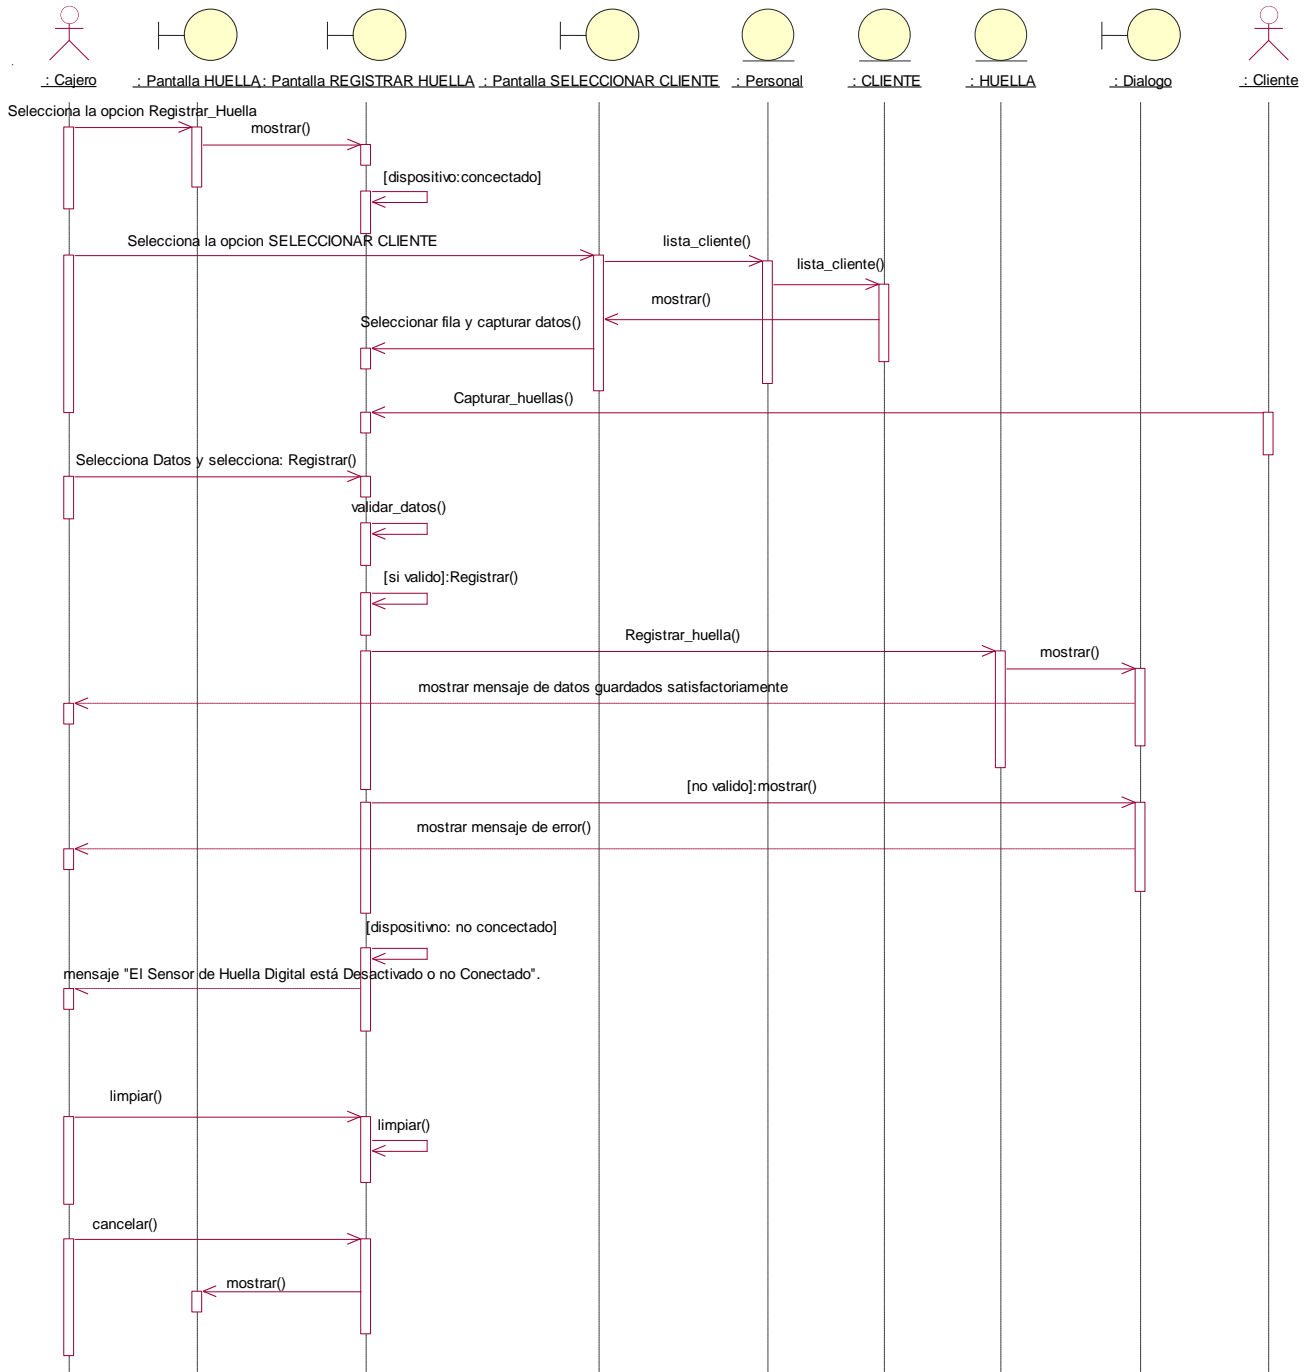 : Cajero
: Pantalla HUELLA
: Pantalla REGISTRAR HUELLA
: Pantalla SELECCIONAR CLIENTE
: Personal
: CLIENTE
: HUELLA
: Dialogo
: Cliente
Selecciona la opcion Registrar_Huella
mostrar()
[dispositivo:concectado]
Selecciona la opcion SELECCIONAR CLIENTE
lista_cliente()
lista_cliente()
mostrar()
Seleccionar fila y capturar datos()
Capturar_huellas()
Selecciona Datos y selecciona: Registrar()
validar_datos()
[si valido]:Registrar()
Registrar_huella()
mostrar()
mostrar mensaje de datos guardados satisfactoriamente
[no valido]:mostrar()
mostrar mensaje de error()
[dispositivno: no concectado]
mensaje "El Sensor de Huella Digital está Desactivado o no Conectado".
limpiar()
limpiar()
cancelar()
mostrar()